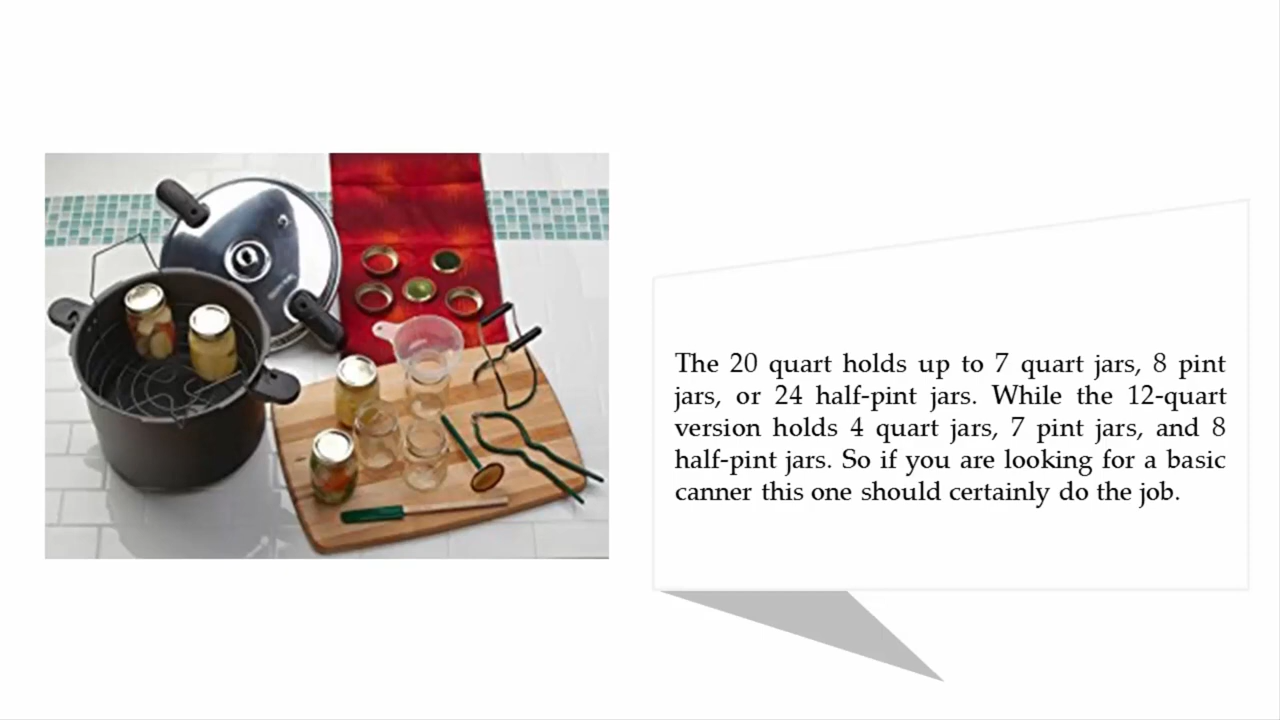 The 20 quart holds up to 7 quart jars, 8 pint
jars, or 24 half-pint jars. While the 12-quart
version holds 4 quart jars, 7 pint jars, and 8
half-pint jars. So if you are looking for a basic
canner this one should certainly do the job.